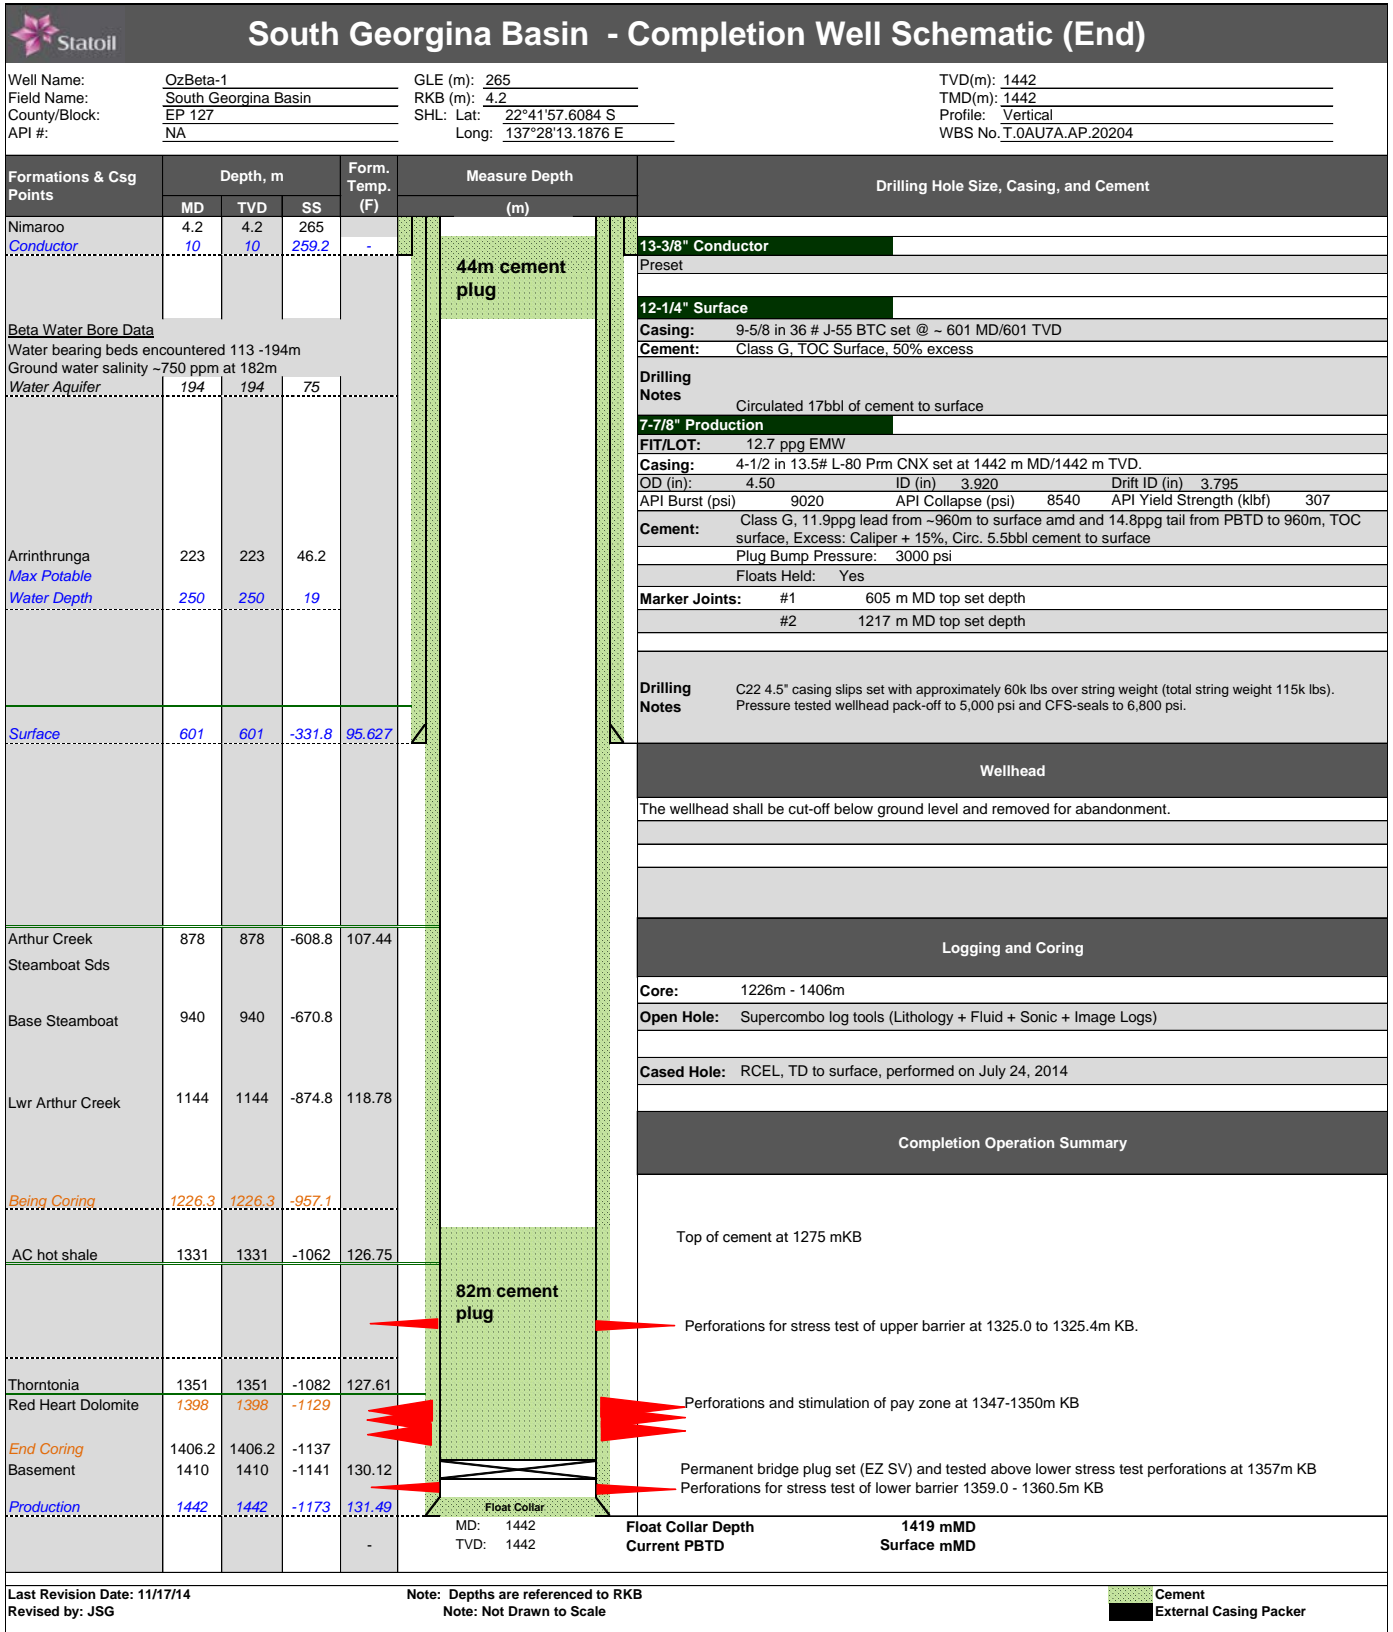 Statoil
South Georgina Basin - Completion Well Schematic (End)
Well Name: OzBeta-1 GLE (m): 265 TVD(m): 1442
Field Name: South Georgina Basin RKB (m): 4.2 TMD(m): 1442
County/Block: EP 127 SHL: Lat: 22°41'57.6084 S Profile: Vertical
API #: NA Long: 137°28'13.1876 E WBS No. T.0AU7A.AP.20204
Formations & Csg Points Depth, m Form. Temp. (F) Measure Depth Drilling Hole Size, Casing, and Cement
MD TVD SS (m)
Nimaroo 4.2 4.2 265
Conductor 10 10 259.2 - 13-3/8" Conductor
44m cement
plug
Preset
12-1/4" Surface
Beta Water Bore Data
Casing: 9-5/8 in 36 # J-55 BTC set @ ~ 601 MD/601 TVD
Water bearing beds encountered 113 -194m
Cement: Class G, TOC Surface, 50% excess
Ground water salinity ~750 ppm at 182m
Water Aquifer 194 194 75
Drilling
Notes
Circulated 17bbl of cement to surface
7-7/8" Production
FIT/LOT: 12.7 ppg EMW
Casing: 4-1/2 in 13.5# L-80 Prm CNX set at 1442 m MD/1442 m TVD.
OD (in): 4.50 ID (in) 3.920 Drift ID (in) 3.795
API Burst (psi) 9020 API Collapse (psi) 8540 API Yield Strength (klbf) 307
Cement: Class G, 11.9ppg lead from ~960m to surface amd and 14.8ppg tail from PBTD to 960m, TOC
surface, Excess: Caliper + 15%, Circ. 5.5bbl cement to surface
Arrinthrunga 223 223 46.2 Plug Bump Pressure: 3000 psi
Max Potable Floats Held: Yes
Water Depth 250 250 19 Marker Joints: #1 605 m MD top set depth
#2 1217 m MD top set depth
Drilling
Notes
C22 4.5" casing slips set with approximately 60k lbs over string weight (total string weight 115k lbs).
Pressure tested wellhead pack-off to 5,000 psi and CFS-seals to 6,800 psi.
Surface 601 601 -331.8 95.627
Wellhead
The wellhead shall be cut-off below ground level and removed for abandonment.
Arthur Creek 878 878 -608.8 107.44
Logging and Coring
Steamboat Sds
Core: 1226m - 1406m
Base Steamboat 940 940 -670.8
Open Hole: Supercombo log tools (Lithology + Fluid + Sonic + Image Logs)
Cased Hole: RCEL, TD to surface, performed on July 24, 2014
Lwr Arthur Creek 1144 1144 -874.8 118.78
Completion Operation Summary
Being Coring 1226.3 1226.3 -957.1
Top of cement at 1275 mKB
AC hot shale 1331 1331 -1062 126.75
82m cement
plug
Perforations for stress test of upper barrier at 1325.0 to 1325.4m KB.
Thorntonia 1351 1351 -1082 127.61
Red Heart Dolomite 1398 1398 -1129 Perforations and stimulation of pay zone at 1347-1350m KB
End Coring 1406.2 1406.2 -1137
Basement 1410 1410 -1141 130.12 Permanent bridge plug set (EZ SV) and tested above lower stress test perforations at 1357m KB
Perforations for stress test of lower barrier 1359.0 - 1360.5m KB
Production 1442 1442 -1173 131.49 Float Collar
MD: 1442 Float Collar Depth 1419 mMD
- TVD: 1442 Current PBTD Surface mMD
Last Revision Date: 11/17/14 Note: Depths are referenced to RKB Cement
Revised by: JSG Note: Not Drawn to Scale External Casing Packer